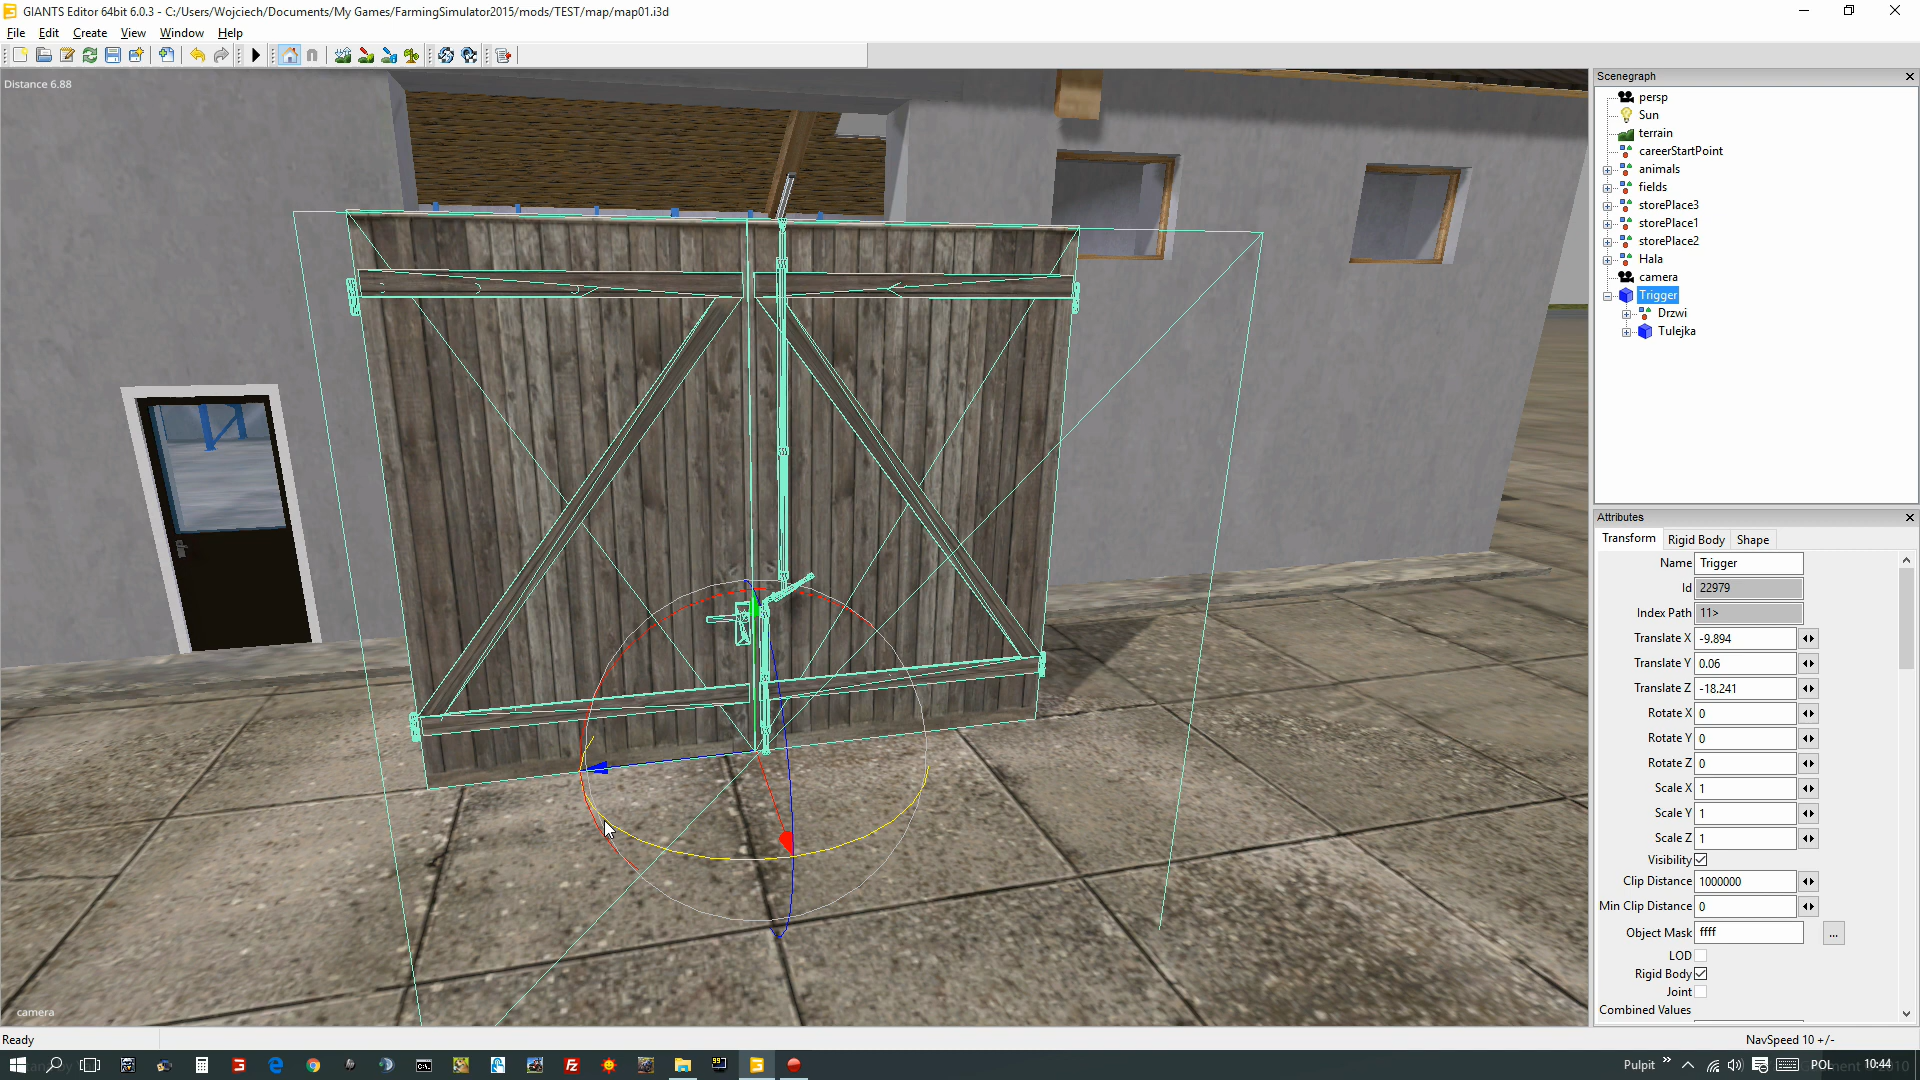 GIANTS Editor 64bit 6.0.3 - C:/Users/Wojciech/Documents/My Games/FarmingSimulator2015/mods/TEST/map/map01.i3d
File Edit Create View Window Help
Distance 6.88
Scenegraph
persp
Sun
terrain
careerStartPoint
animals
fields
storePlace3
storePlace1
storePlace2
Hala
camera
Trigger
Drzwi
Tulejka
Attributes
Transform Rigid Body Shape
Name Trigger
Id 22979
Index Path 11>
Translate X -9.894
Translate Y 0.06
Translate Z -18.241
Rotate X 0
Rotate Y 0
Rotate Z 0
Scale X 1
Scale Y 1
Scale Z 1
Visibility
Clip Distance 1000000
Min Clip Distance 0
Object Mask ffff ...
LOD
Rigid Body
Joint
Combined Values
camera
Ready
NavSpeed 10 +/-
Pulpit » POL 10:44